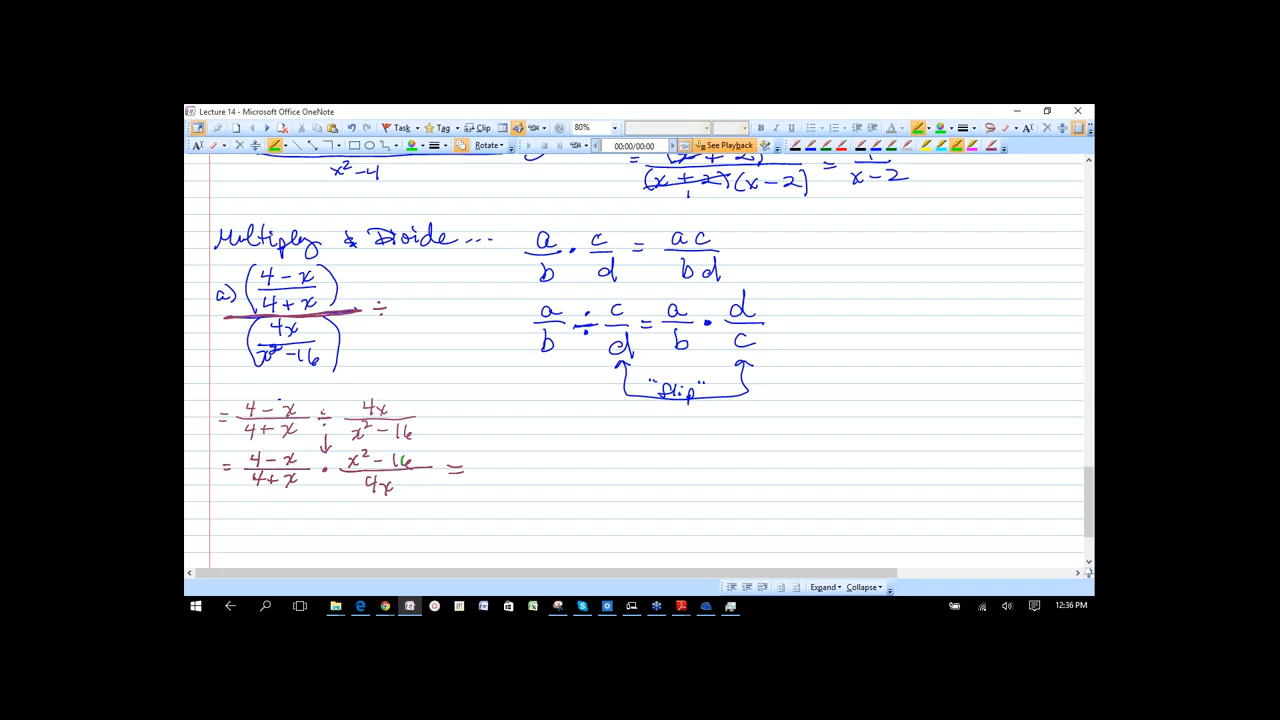 Lecture 14 - Microsoft Office OneNote
Task Tag Clip 80% B I U
Rotate 00:00/00:00 See Playback
x² - 4 = (x + 2) / (x + 2)(x - 2) = 1 / x - 2
Multiply & Divide ... a/b · c/d = ac/bd
a) (4 - x / 4 + x) / (4x / x² - 16) ÷ a/b ÷ c/d = a/b · d/c
"flip"
= 4 - x / 4 + x ÷ 4x / x² - 16
= 4 - x / 4 + x · x² - 16 / 4x =
Expand Collapse
12:36 PM